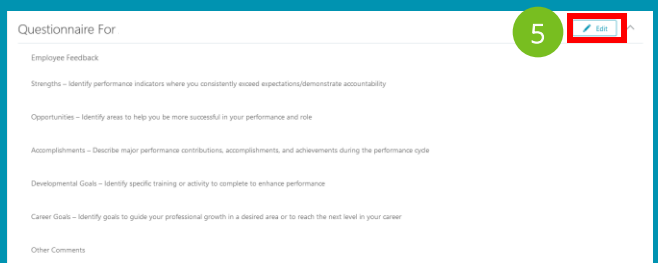 Questionnaire For
5
Edit
Employee Feedback
Strengths – Identify performance indicators where you consistently exceed expectations/demonstrate accountability
Opportunities – Identify areas to help you be more successful in your performance and role
Accomplishments – Describe major performance contributions, accomplishments, and achievements during the performance cycle
Developmental Goals – Identify specific training or activity to complete to enhance performance
Career Goals – Identify goals to guide your professional growth in a desired area or to reach the next level in your career
Other Comments